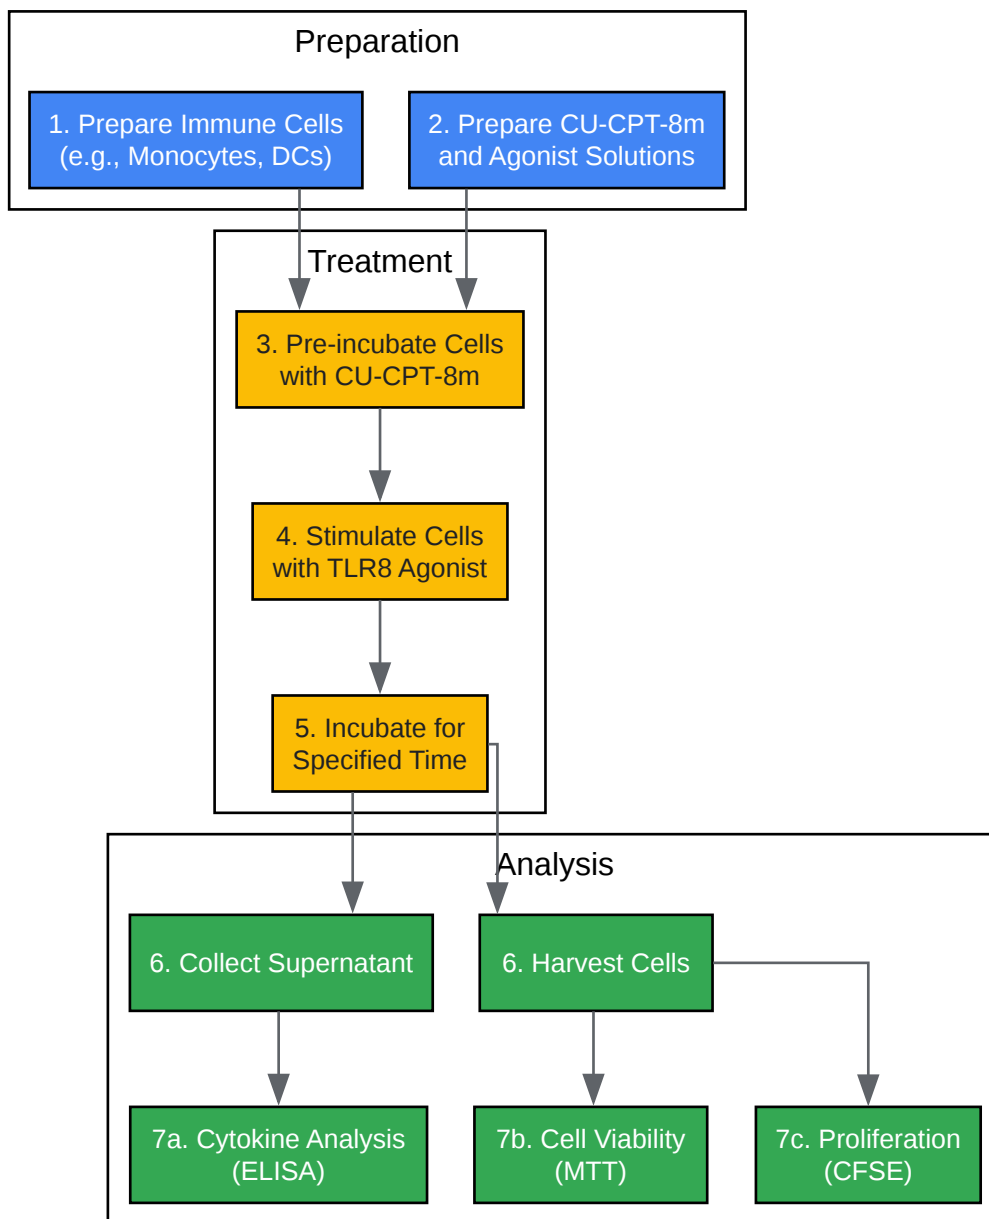 Preparation
1. Prepare Immune Cells
(e.g., Monocytes, DCs)
2. Prepare CU-CPT-8m
and Agonist Solutions
Treatment
3. Pre-incubate Cells
with CU-CPT-8m
4. Stimulate Cells
with TLR8 Agonist
5. Incubate for
Specified Time
Analysis
6. Collect Supernatant
6. Harvest Cells
7a. Cytokine Analysis
(ELISA)
7b. Cell Viability
(MTT)
7c. Proliferation
(CFSE)